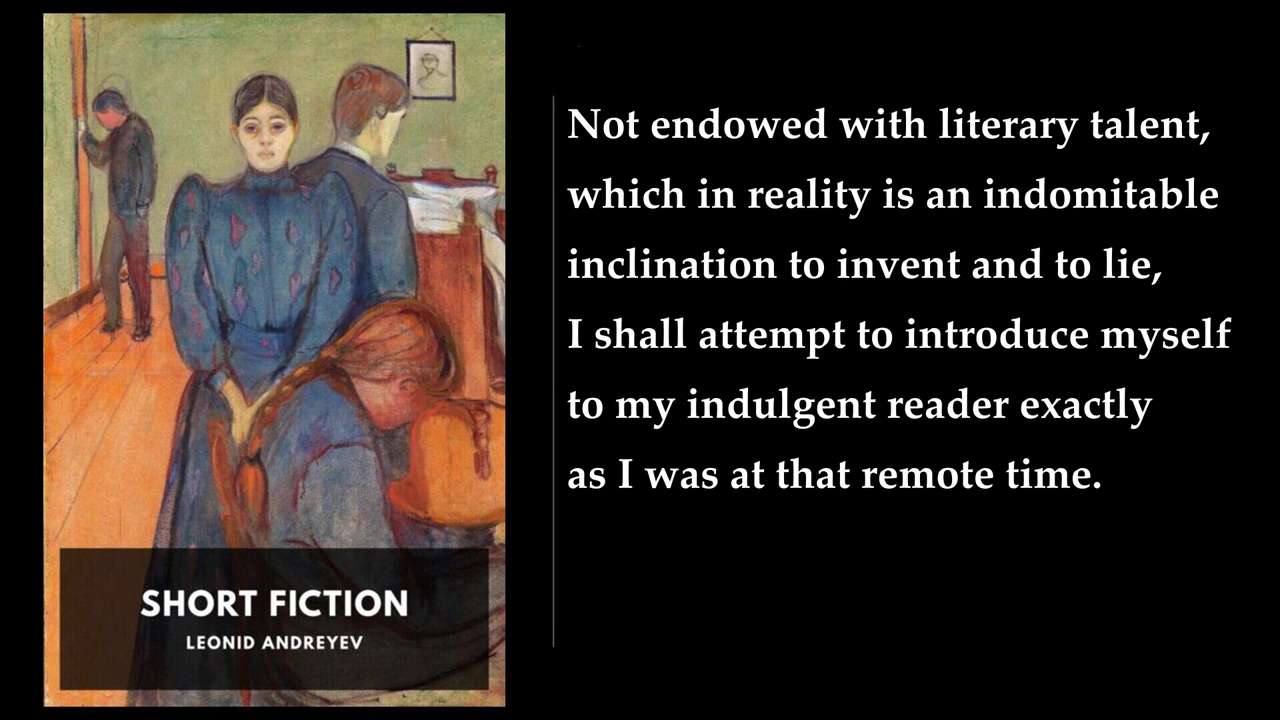 SHORT FICTION
LEONID ANDREYEV
Not endowed with literary talent,
which in reality is an indomitable
inclination to invent and to lie,
I shall attempt to introduce myself
to my indulgent reader exactly
as I was at that remote time.